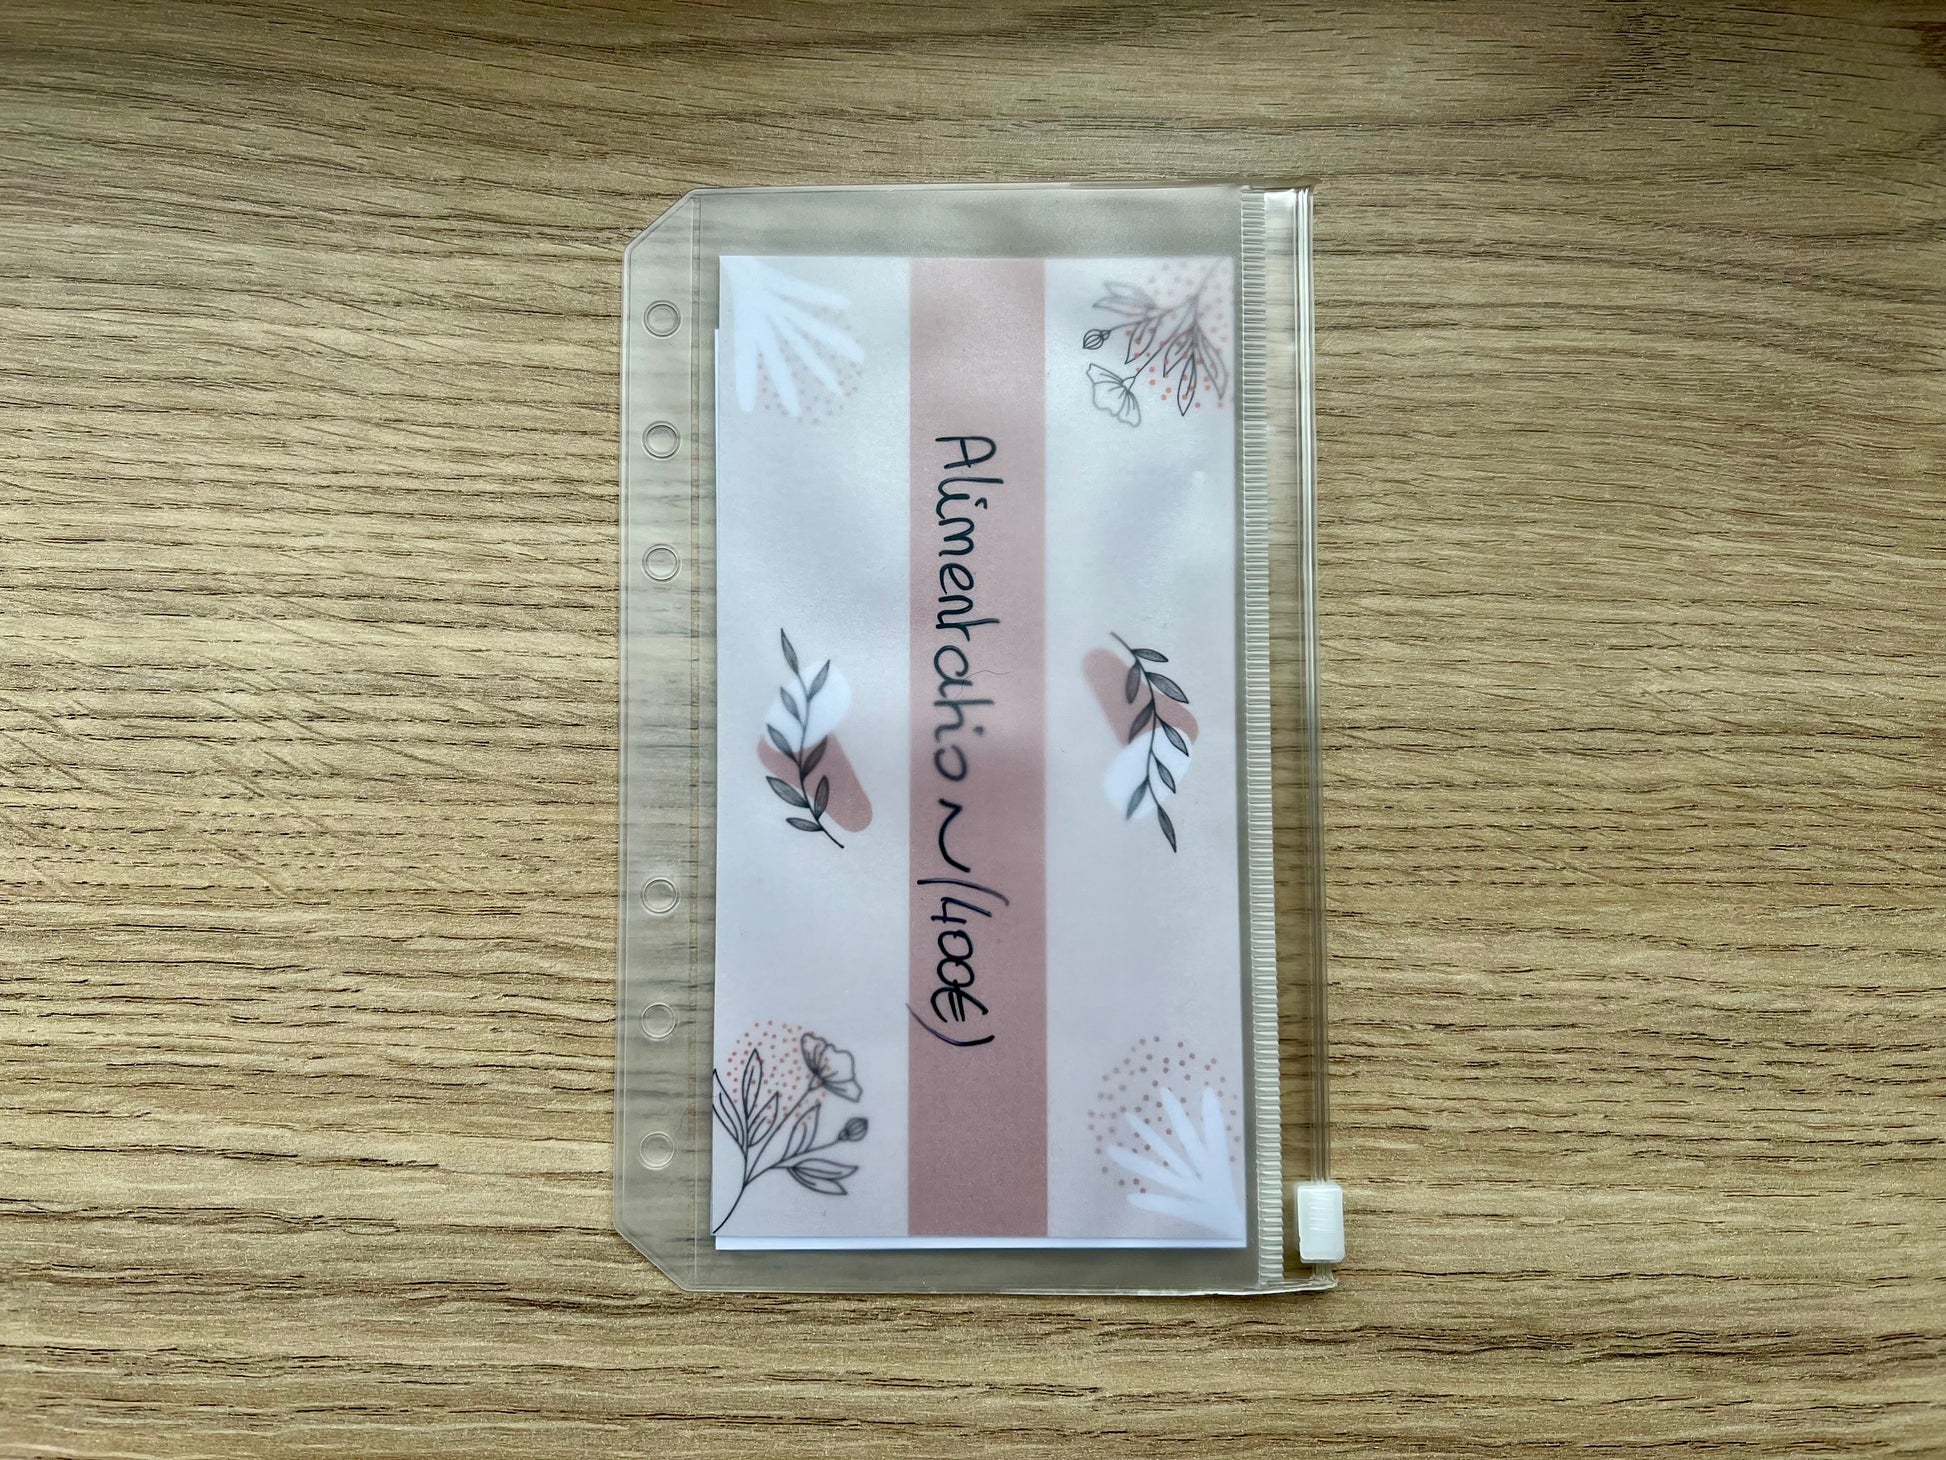 Alimentation ~ (400€)